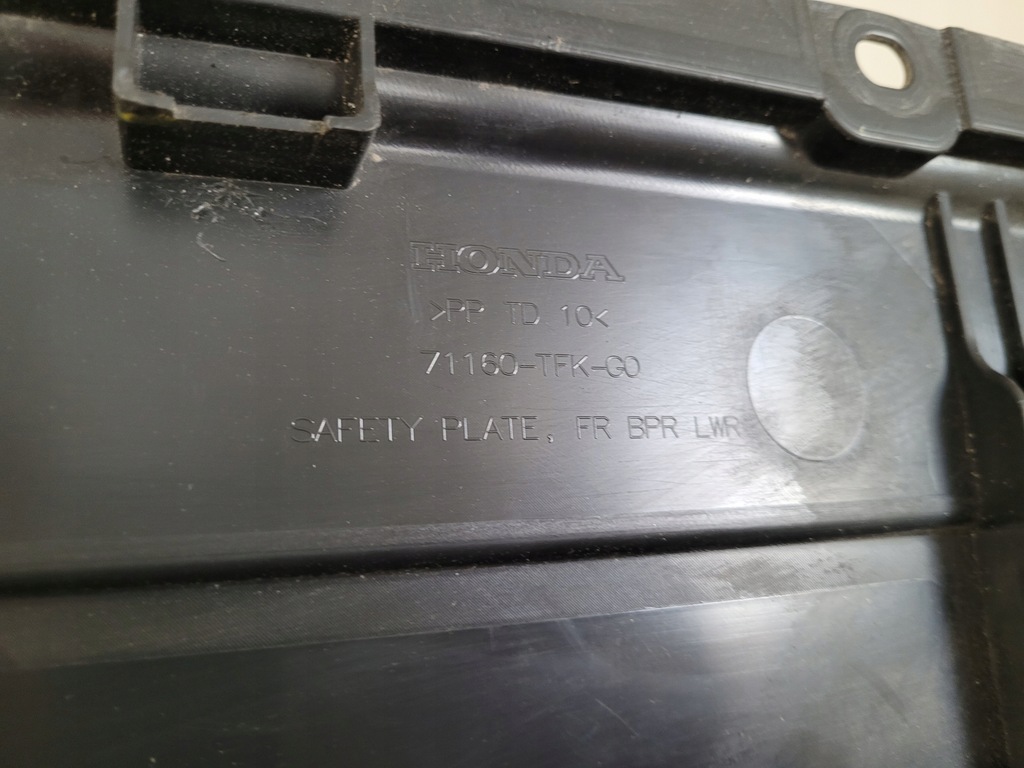 HONDA
>PP TD 10<
71160-TFK-G0
SAFETY PLATE, FR BPR LWR